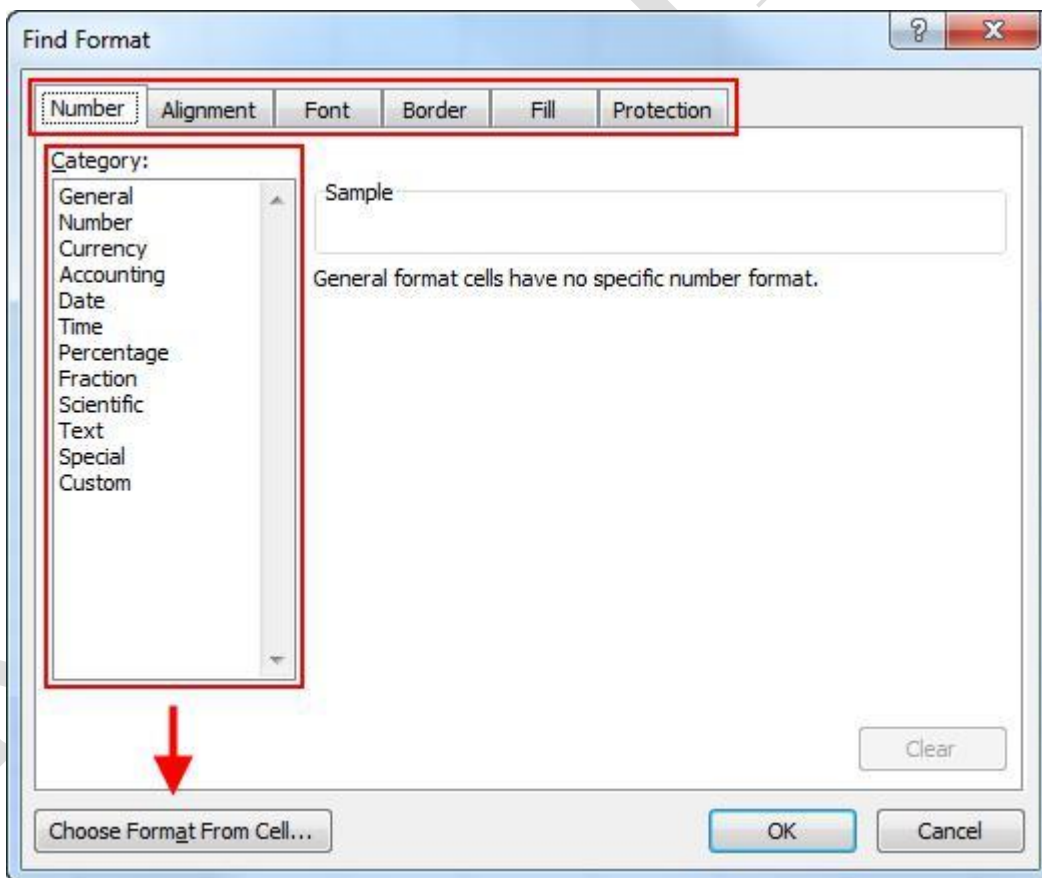 Find Format
Number Alignment Font Border Fill Protection
Category:
General
Number
Currency
Accounting
Date
Time
Percentage
Fraction
Scientific
Text
Special
Custom
Sample
General format cells have no specific number format.
Clear
Choose Format From Cell...
OK
Cancel